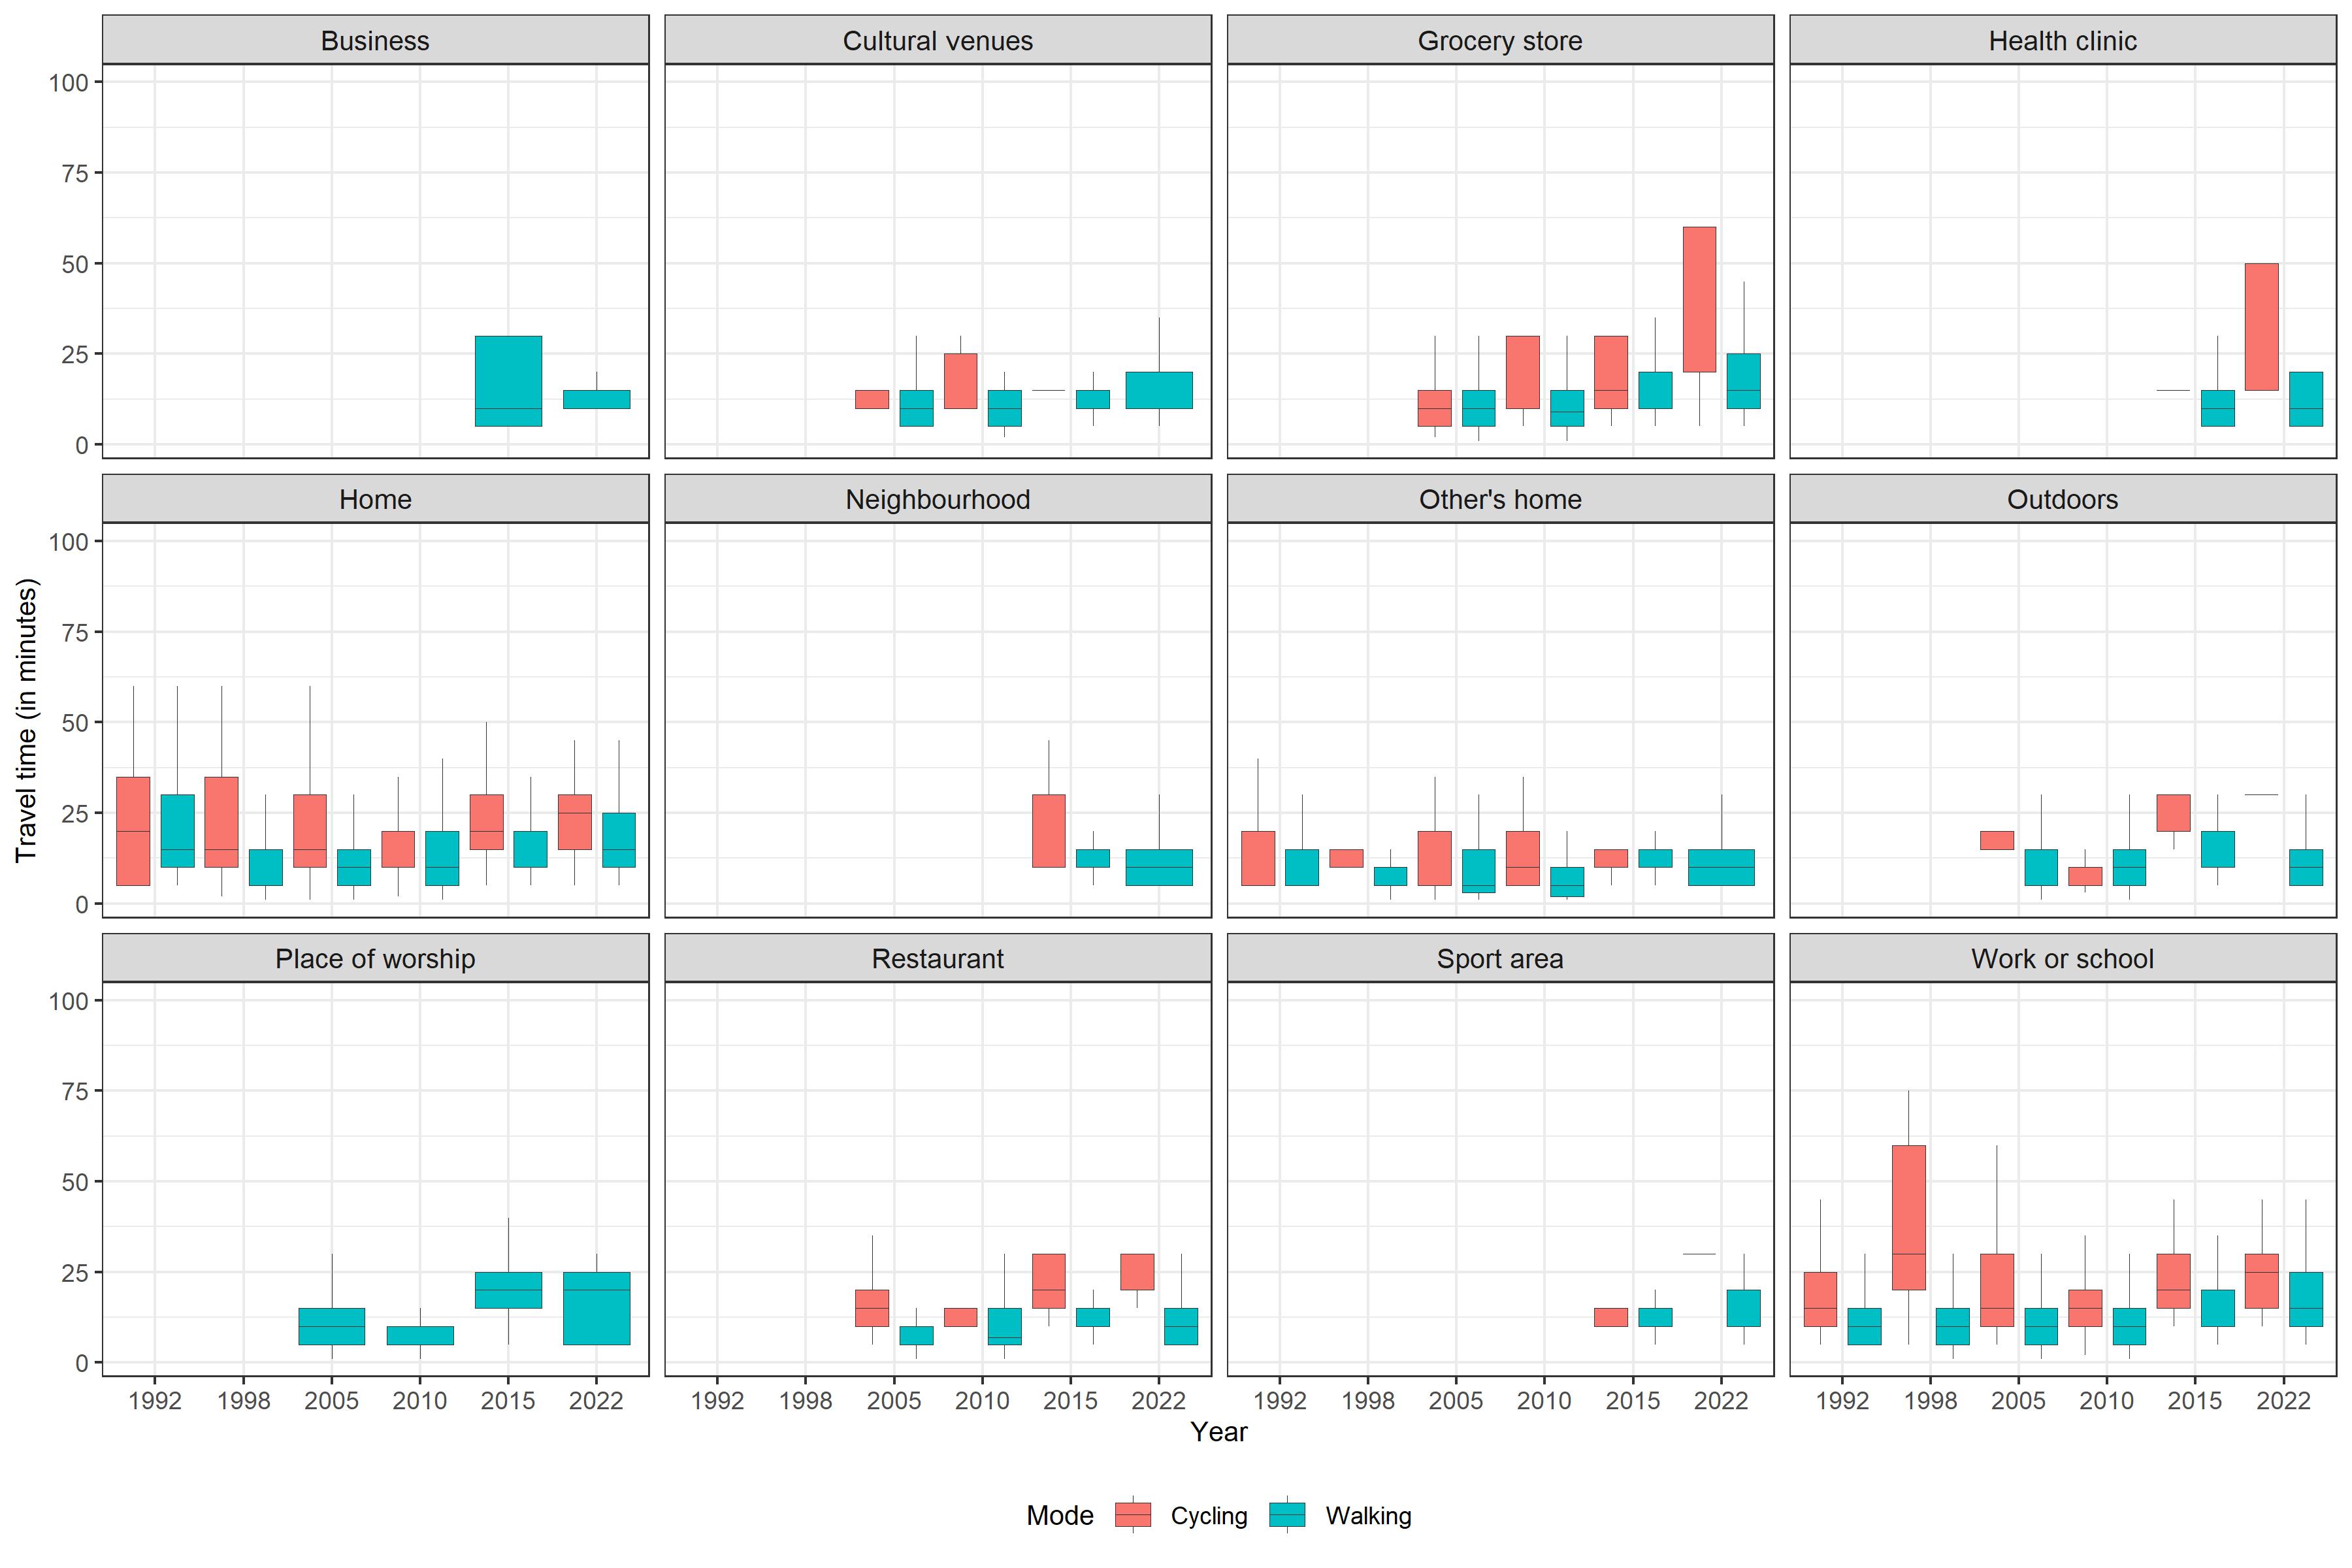 Business Cultural venues Grocery store Health clinic
100
75
50
25
0
Home Neighbourhood Other's home Outdoors
100
75
50
25
0
Travel time (in minutes)
Place of worship Restaurant Sport area Work or school
100
75
50
25
0
1992 1998 2005 2010 2015 2022 1992 1998 2005 2010 2015 2022 1992 1998 2005 2010 2015 2022 1992 1998 2005 2010 2015 2022
Year
Mode Cycling Walking